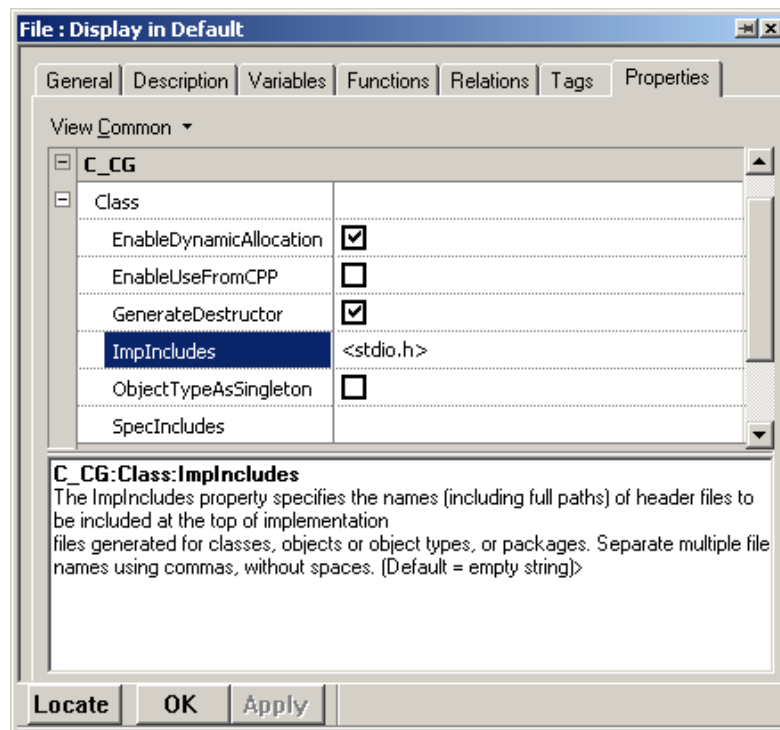 File : Display in Default
General Description Variables Functions Relations Tags Properties
View Common
C_CG
Class
EnableDynamicAllocation
EnableUseFromCPP
GenerateDestructor
ImpIncludes <stdio.h>
ObjectTypeAsSingleton
SpecIncludes
C_CG:Class:ImpIncludes
The ImpIncludes property specifies the names (including full paths) of header files to
be included at the top of implementation
files generated for classes, objects or object types, or packages. Separate multiple file
names using commas, without spaces. (Default = empty string)>
Locate OK Apply